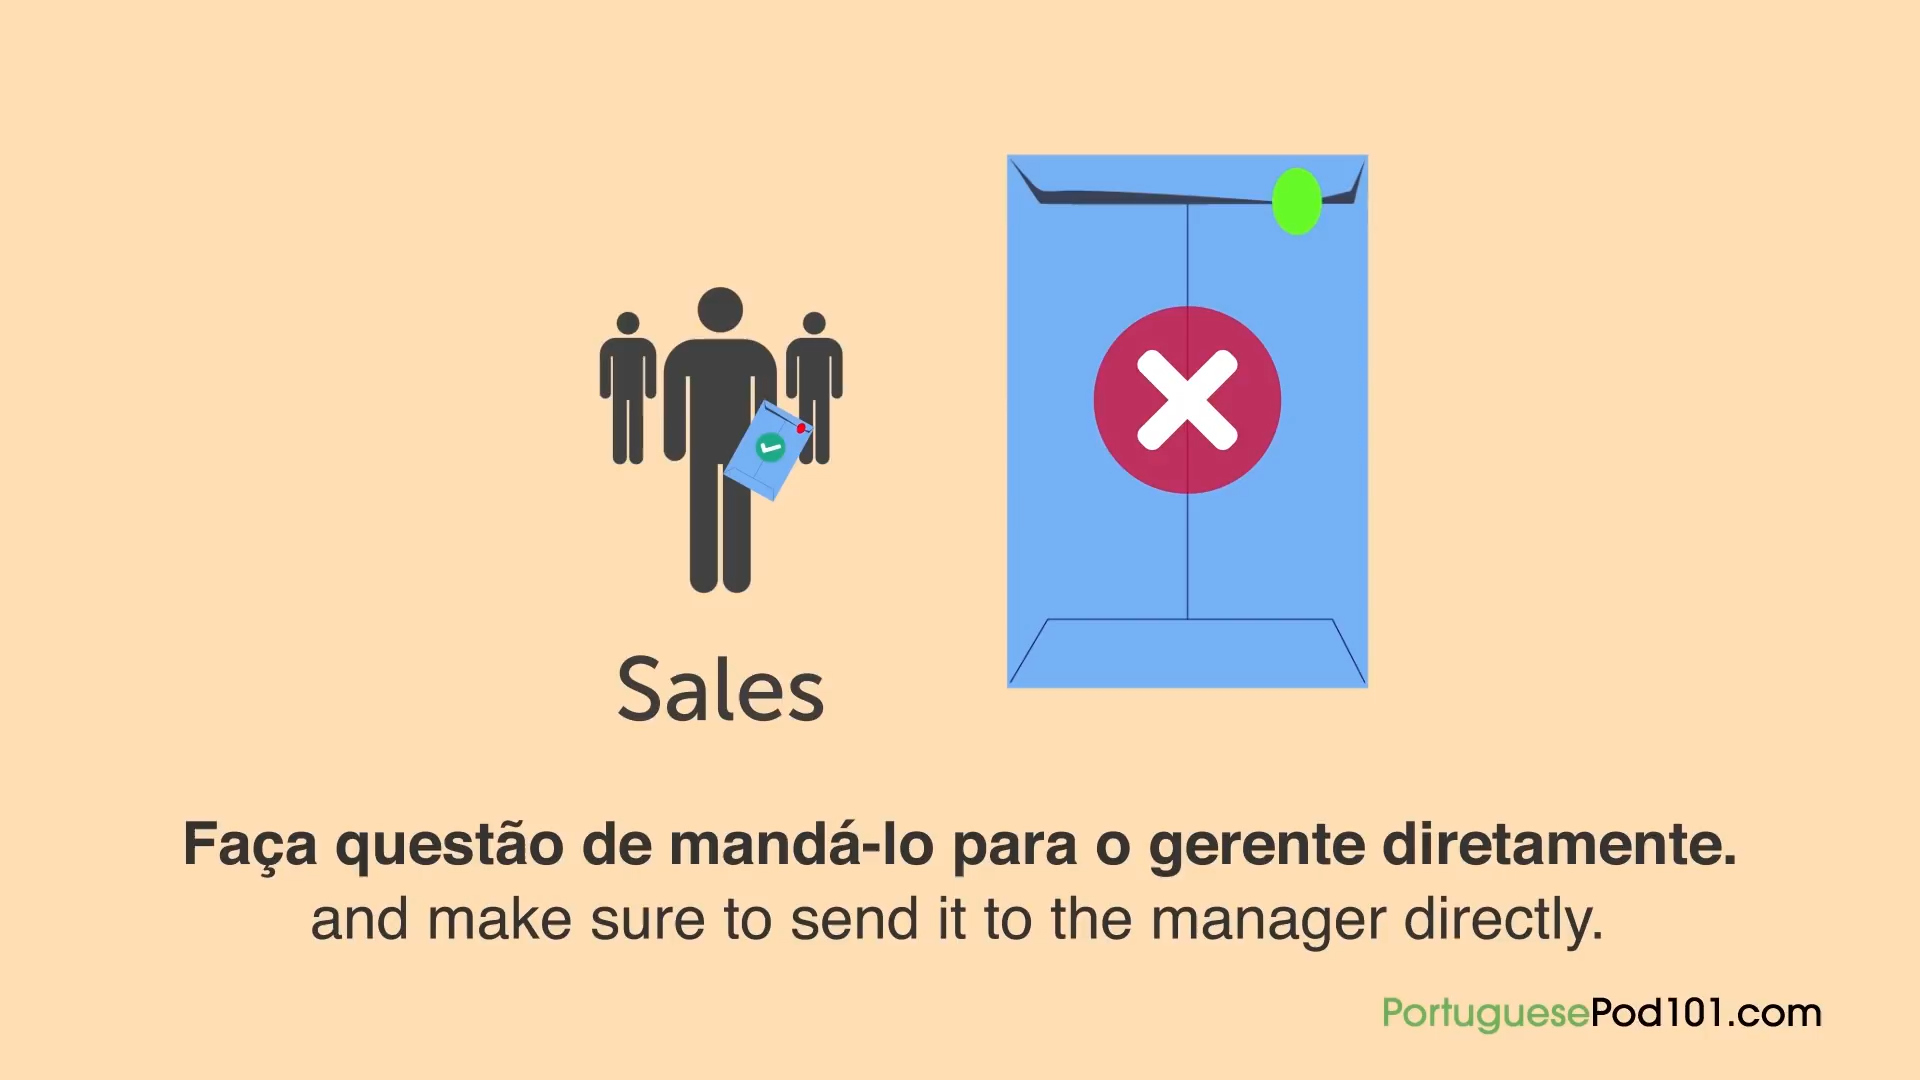 Sales
Faça questão de mandá-lo para o gerente diretamente.
and make sure to send it to the manager directly.
PortuguesePod101.com